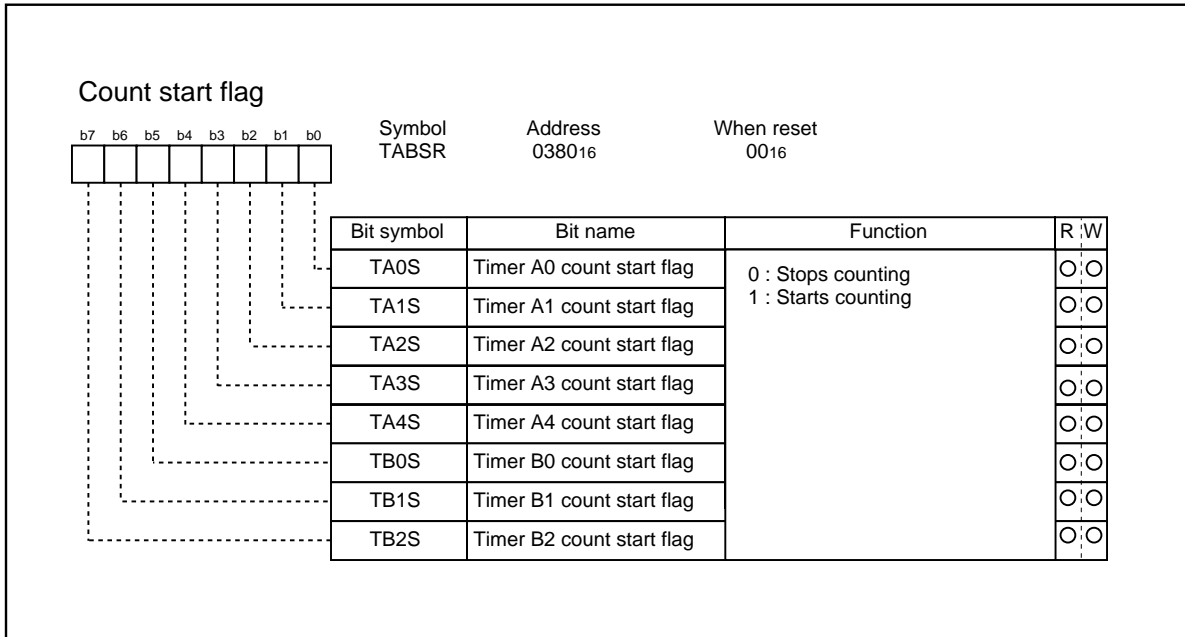 Count start flag
b7 b6 b5 b4 b3 b2 b1 b0
Symbol Address When reset
TABSR 038016 0016
Bit symbol Bit name Function R W
TA0S Timer A0 count start flag 0 : Stops counting
TA1S Timer A1 count start flag 1 : Starts counting
TA2S Timer A2 count start flag
TA3S Timer A3 count start flag
TA4S Timer A4 count start flag
TB0S Timer B0 count start flag
TB1S Timer B1 count start flag
TB2S Timer B2 count start flag